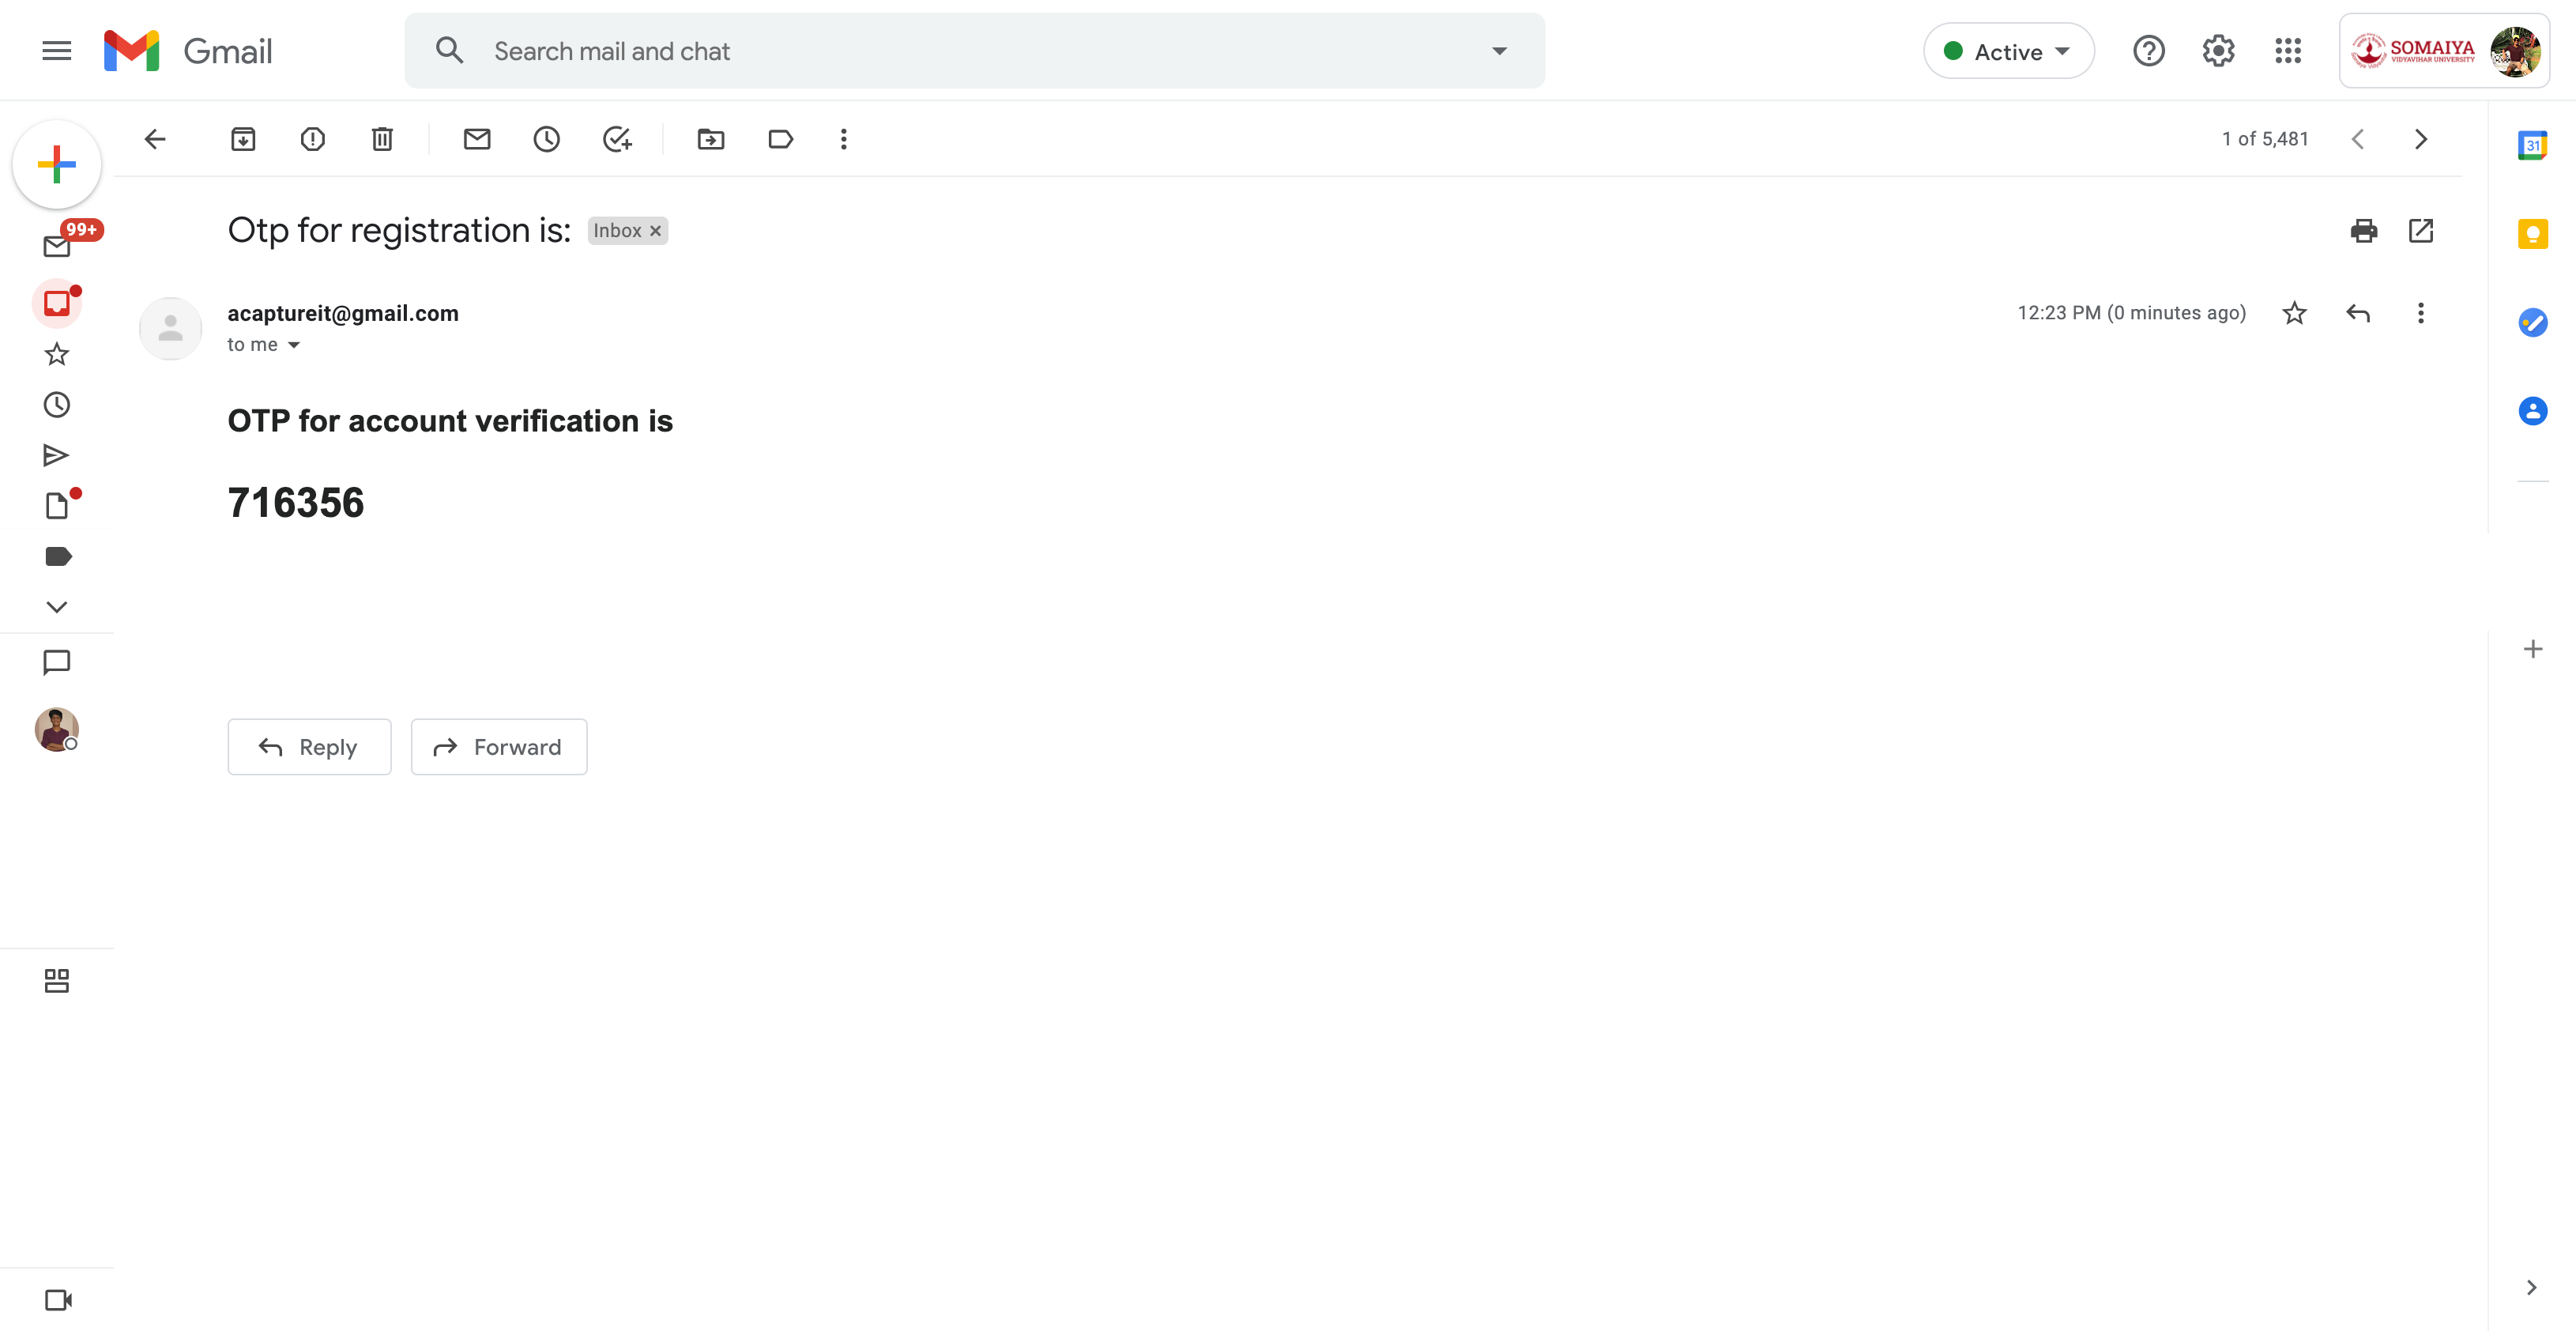 Gmail
Search mail and chat
Active
SOMAIYA
VIDYAVIHAR UNIVERSITY
1 of 5,481
31
99+
Otp for registration is:
Inbox ×
acaptureit@gmail.com
12:23 PM (0 minutes ago)
to me
OTP for account verification is
716356
Reply
Forward